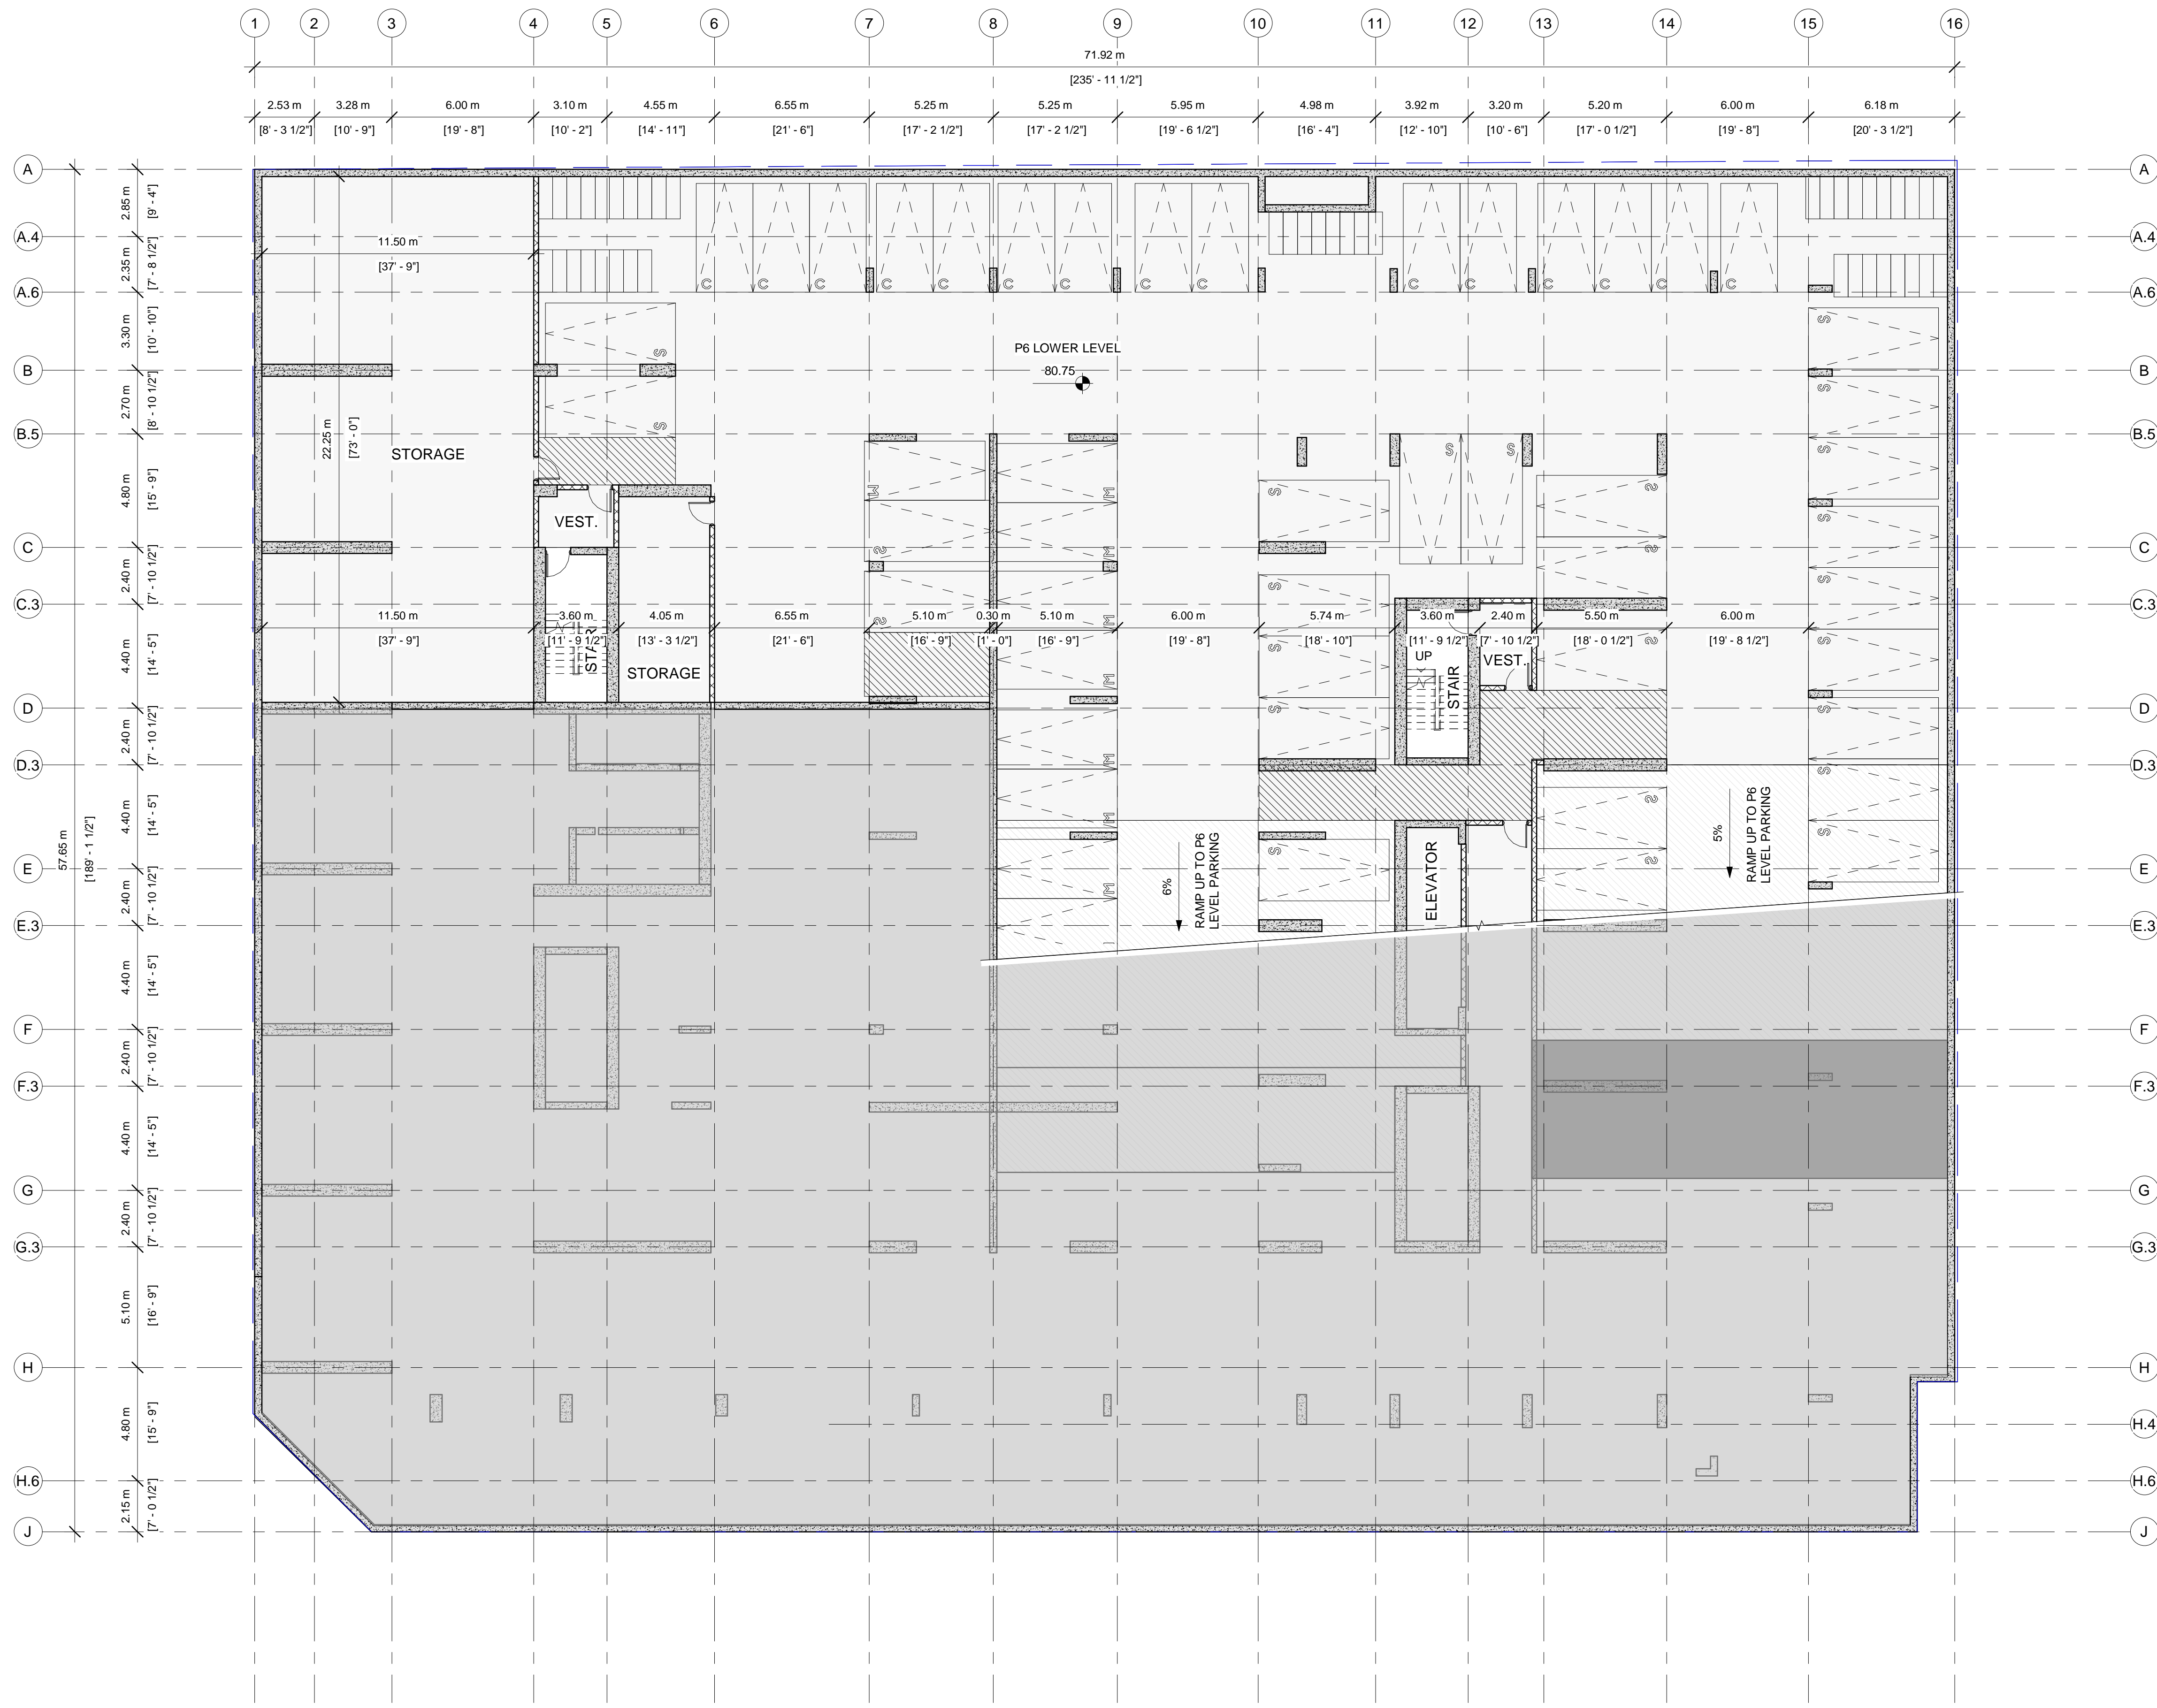 1 2 3 4 5 6 7 8 9 10 11 12 13 14 15 16
71.92 m
[235' - 11 1/2"]
2.53 m 3.28 m 6.00 m 3.10 m 4.55 m 6.55 m 5.25 m 5.25 m 5.95 m 4.98 m 3.92 m 3.20 m 5.20 m 6.00 m 6.18 m
[8' - 3 1/2"] [10' - 9"] [19' - 8"] [10' - 2"] [14' - 11"] [21' - 6"] [17' - 2 1/2"] [17' - 2 1/2"] [19' - 6 1/2"] [16' - 4"] [12' - 10"] [10' - 6"] [17' - 0 1/2"] [19' - 8"] [20' - 3 1/2"]
A A
2.85 m
[9' - 4"]
A.4 A.4
11.50 m
[37' - 9"]
2.35 m
[7' - 8 1/2"]
C C C C C C C C C C C C C C
A.6 A.6
3.30 m
[10' - 10"]
S
S
P6 LOWER LEVEL
80.75
B B
2.70 m
[8' - 10 1/2"]
S
S
B.5 B.5
22.25 m
[73' - 0"]
STORAGE
S S
S
4.80 m
[15' - 9"]
M M S S
S
VEST.
C C
S M S
S
2.40 m
[7' - 10 1/2"]
S
C.3 C.3
11.50 m 3.60 m 4.05 m 6.55 m 5.10 m 0.30 m 5.10 m 6.00 m 5.74 m 3.60 m 2.40 m 5.50 m 6.00 m
[37' - 9"] [11' - 9 1/2"] [13' - 3 1/2"] [21' - 6"] [16' - 9"] [1' - 0"] [16' - 9"] [19' - 8"] [18' - 10"] [11' - 9 1/2"] [7' - 10 1/2"] [18' - 0 1/2"] [19' - 8 1/2"]
S M S S S
4.40 m
[14' - 5"]
STAIR
STORAGE
UP
VEST.
STAIR
M
D D
S S
2.40 m
[7' - 10 1/2"]
M
D.3 D.3
S
4.40 m
[14' - 5"]
S
M
S
57.65 m
[189' - 1 1/2"]
6%
RAMP UP TO P6
LEVEL PARKING
S
ELEVATOR
S
5%
RAMP UP TO P6
LEVEL PARKING
E E
2.40 m
[7' - 10 1/2"]
M
E.3 E.3
4.40 m
[14' - 5"]
F F
2.40 m
[7' - 10 1/2"]
F.3 F.3
4.40 m
[14' - 5"]
G G
2.40 m
[7' - 10 1/2"]
G.3 G.3
5.10 m
[16' - 9"]
H H
4.80 m
[15' - 9"]
H.4
H.6 H.6
2.15 m
[7' - 0 1/2"]
J J